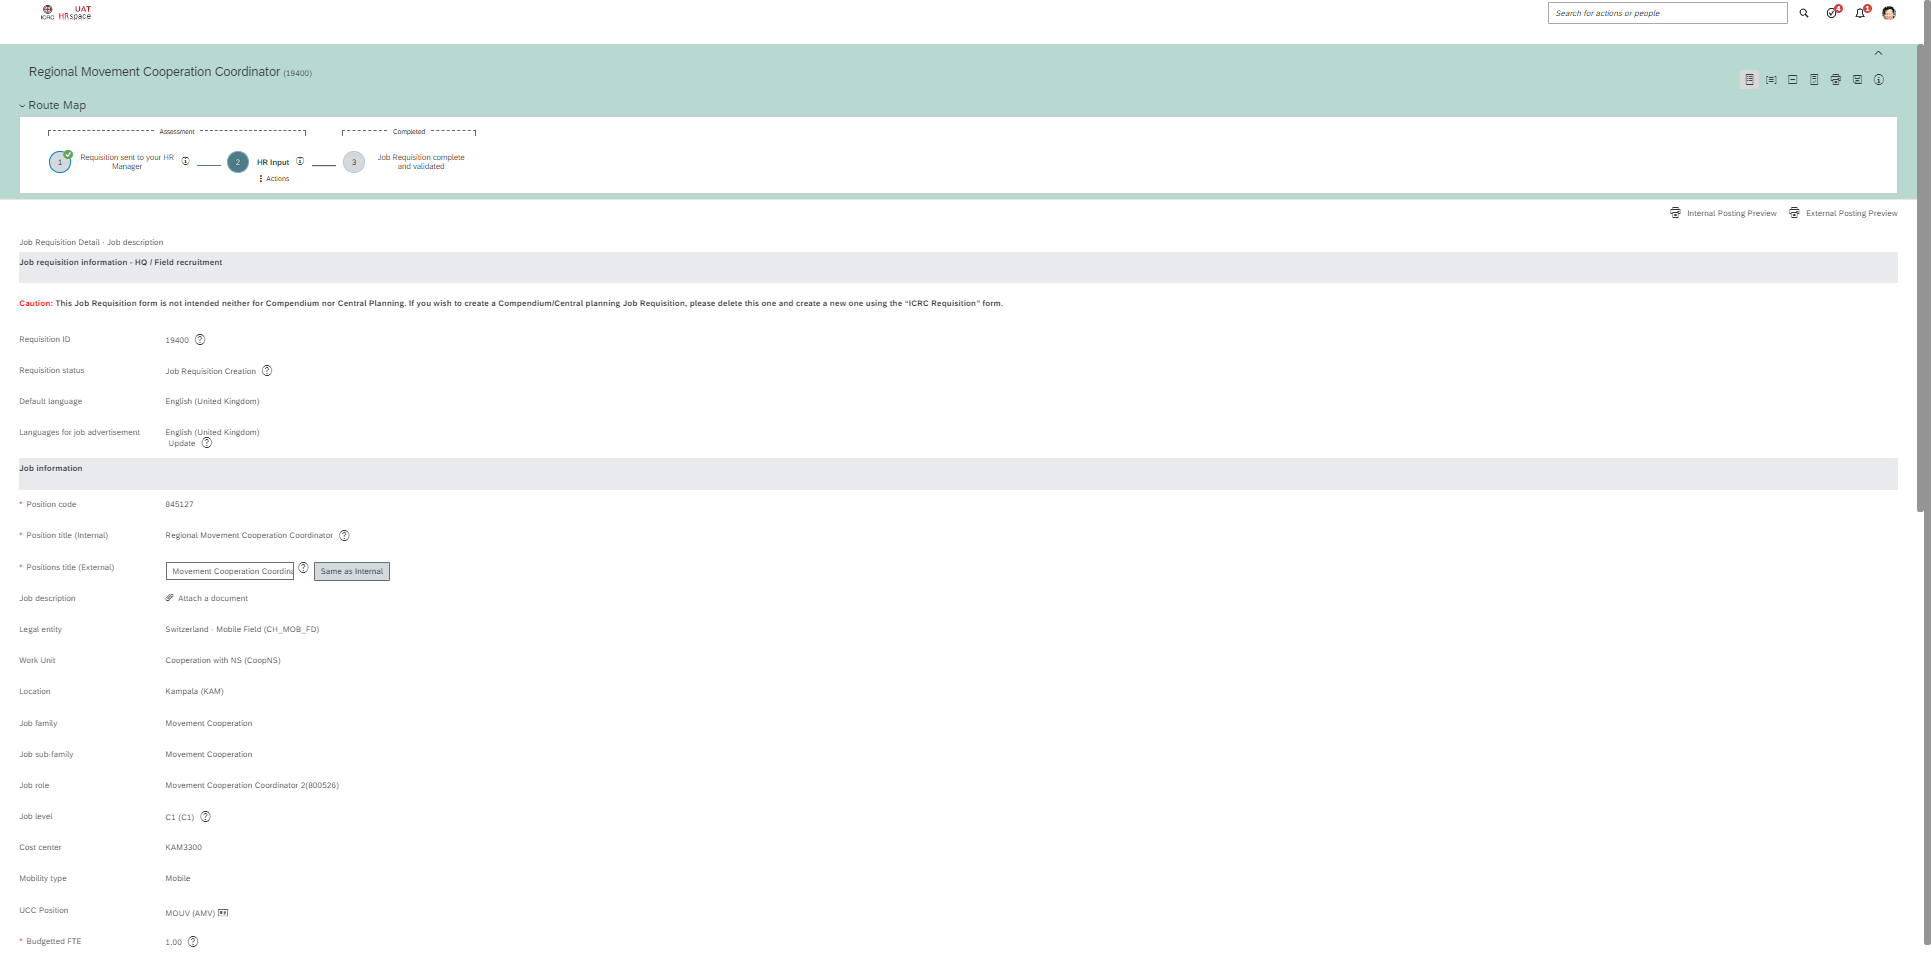 UAT
ICRC HRspace
Search for actions or people
4
1
Regional Movement Cooperation Coordinator (19400)
Route Map
Assessment
Completed
1
Requisition sent to your HR
Manager
2
HR Input
Actions
3
Job Requisition complete
and validated
Internal Posting Preview
External Posting Preview
Job Requisition Detail - Job description
Job requisition information - HQ / Field recruitment
Caution: This Job Requisition form is not intended neither for Compendium nor Central Planning. If you wish to create a Compendium/Central planning Job Requisition, please delete this one and create a new one using the "ICRC Requisition" form.
Requisition ID 19400
Requisition status Job Requisition Creation
Default language English (United Kingdom)
Languages for job advertisement English (United Kingdom)
Update
Job information
* Position code 845127
* Position title (Internal) Regional Movement Cooperation Coordinator
* Positions title (External) Movement Cooperation Coordina Same as Internal
Job description Attach a document
Legal entity Switzerland - Mobile Field (CH_MOB_FD)
Work Unit Cooperation with NS (CoopNS)
Location Kampala (KAM)
Job family Movement Cooperation
Job sub-family Movement Cooperation
Job role Movement Cooperation Coordinator 2(800526)
Job level C1 (C1)
Cost center KAM3300
Mobility type Mobile
UCC Position MOUV (AMV)
* Budgetted FTE 1.00